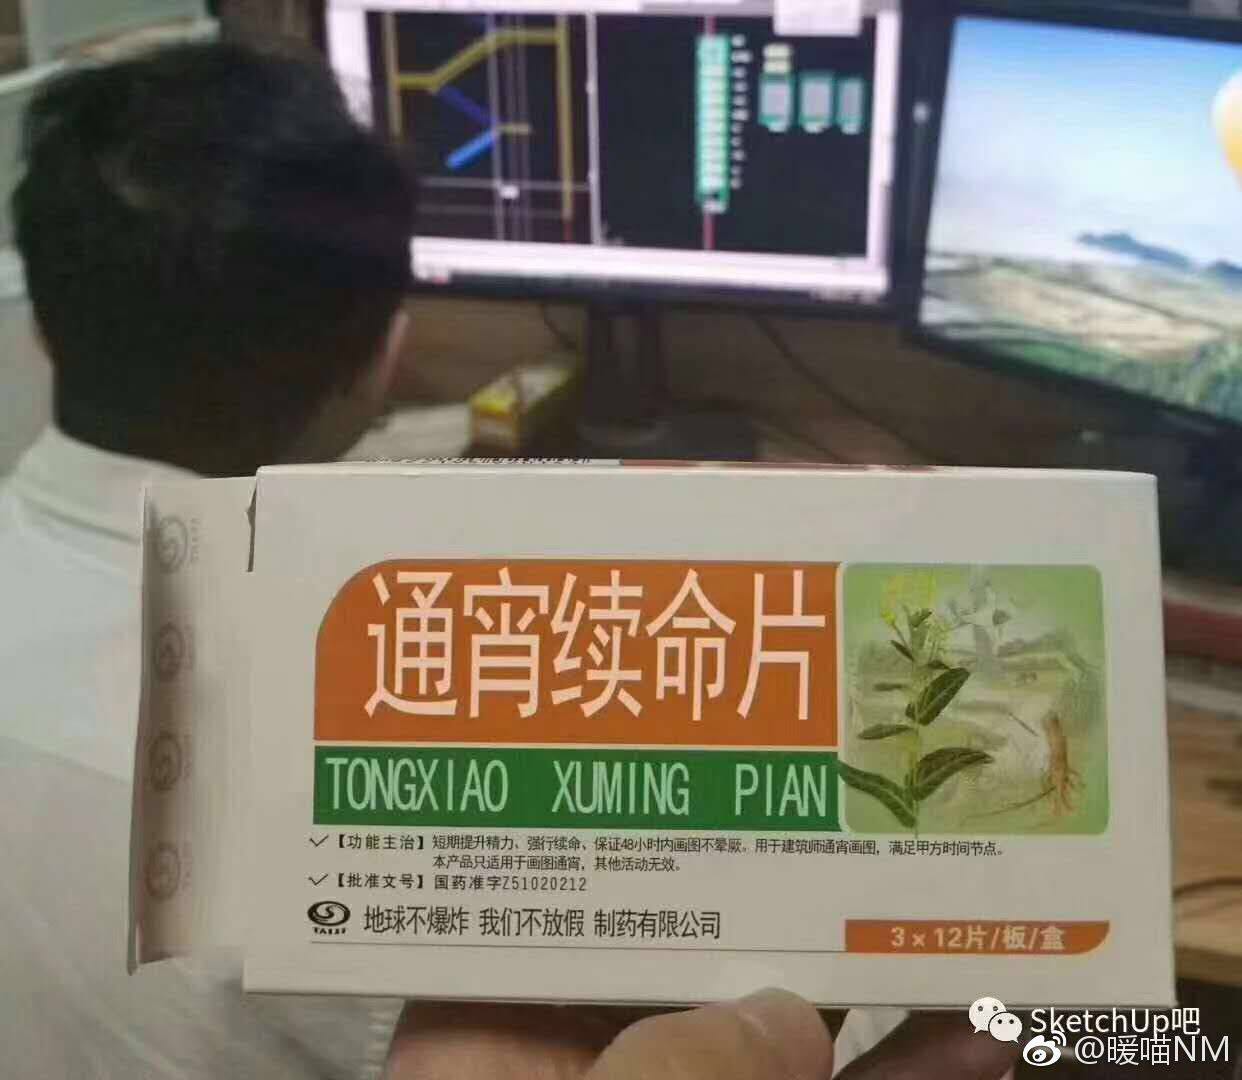 通宵续命片
TONGXIAO XUMING PIAN
【功能主治】短期提升精力、强行续命、保证48小时内画图不晕厥。用于建筑师通宵画图，满足甲方时间节点。
本产品只适用于画图通宵，其他活动无效。
【批准文号】国药准字Z51020212
TAIJI 地球不爆炸 我们不放假 制药有限公司
3×12片/板/盒
SketchUp吧
@暖喵NM